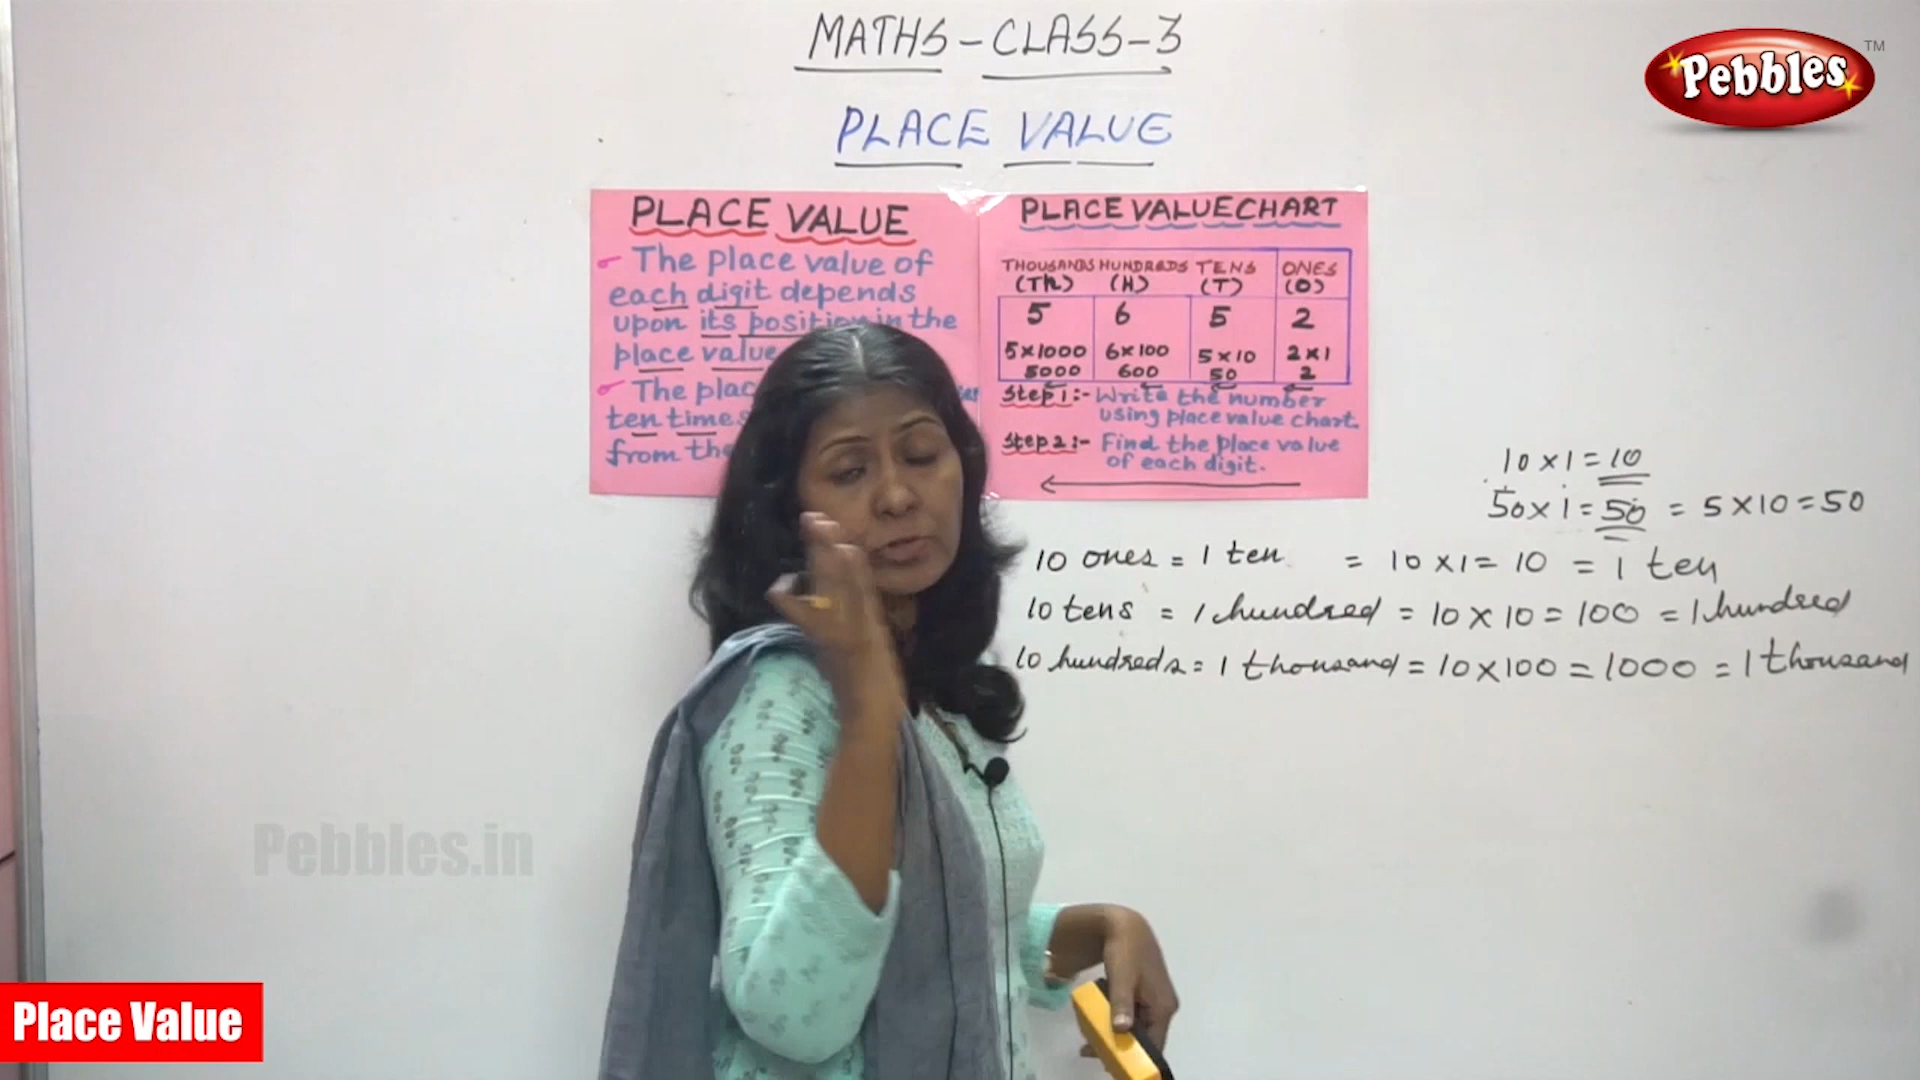 MATHS - CLASS - 3
Pebbles TM
PLACE VALUE
PLACE VALUE
The place value of
each digit depends
upon its position in the
place value
The plac
ten times
from the
PLACE VALUE CHART
THOUSANDS HUNDREDS TENS ONES
(Th) (H) (T) (O)
5 6 5 2
5×1000 6×100 5×10 2×1
5000 600 50 2
Step 1:- Write the number
using place value chart.
Step 2:- Find the place value
of each digit.
10 × 1 = 10
50 × 1 = 50 = 5 × 10 = 50
10 ones = 1 ten = 10 × 1 = 10 = 1 ten
10 tens = 1 hundred = 10 × 10 = 100 = 1 hundred
10 hundreds = 1 thousand = 10 × 100 = 1000 = 1 thousand
Pebbles.in
Place Value